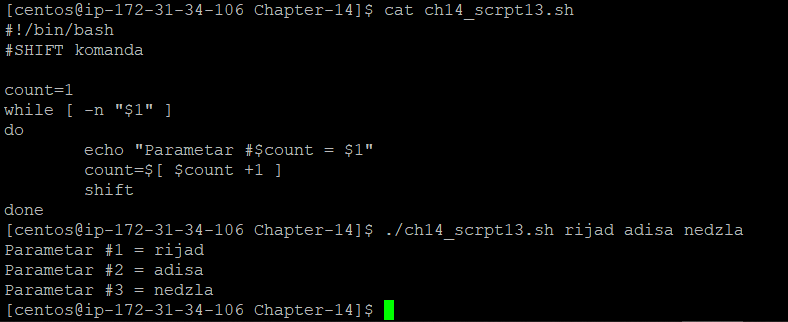 [centos@ip-172-31-34-106 Chapter-14]$ cat ch14_scrpt13.sh
#!/bin/bash
#SHIFT komanda

count=1
while [ -n "$1" ]
do
        echo "Parametar #$count = $1"
        count=$[ $count +1 ]
        shift
done
[centos@ip-172-31-34-106 Chapter-14]$ ./ch14_scrpt13.sh rijad adisa nedzla
Parametar #1 = rijad
Parametar #2 = adisa
Parametar #3 = nedzla
[centos@ip-172-31-34-106 Chapter-14]$